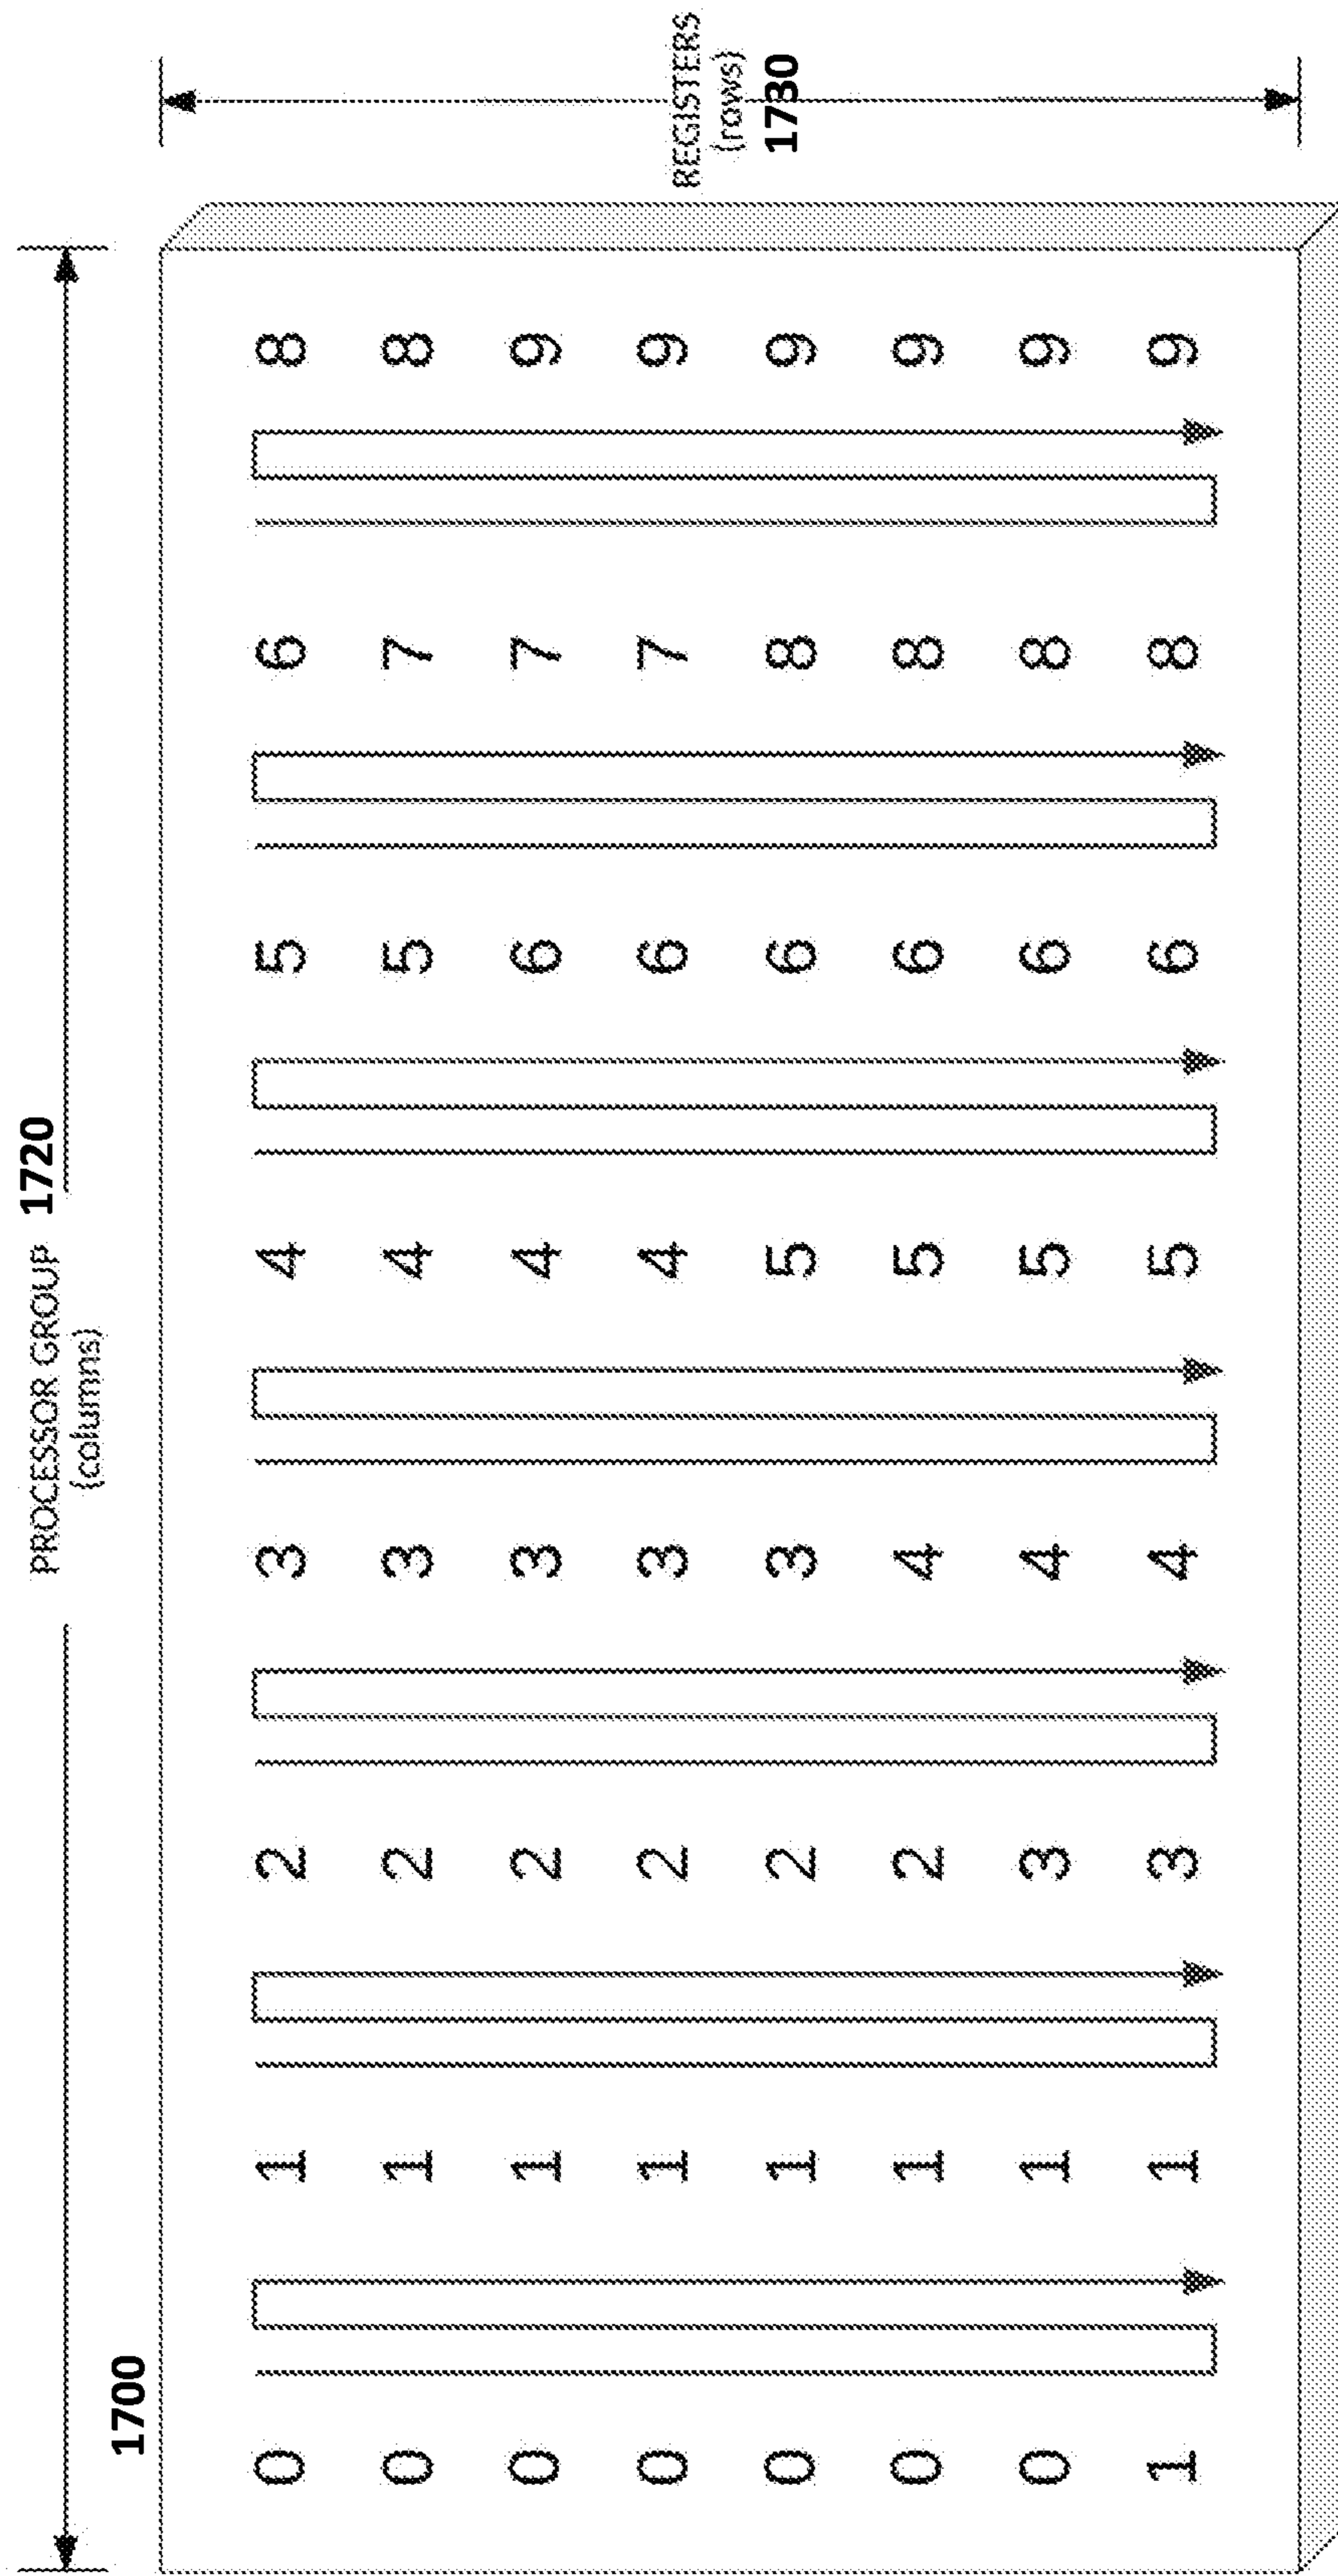 PROCESSOR GROUP 1720
(columns)
1700
0 1 2 3 4 5 6 8
0 1 2 3 4 5 7 8
0 1 2 3 4 6 7 9
0 1 2 3 4 6 7 9
0 1 2 3 5 6 8 9
0 1 2 4 5 6 8 9
0 1 3 4 5 6 8 9
1 1 3 4 5 6 8 9
REGISTERS
(rows)
1730